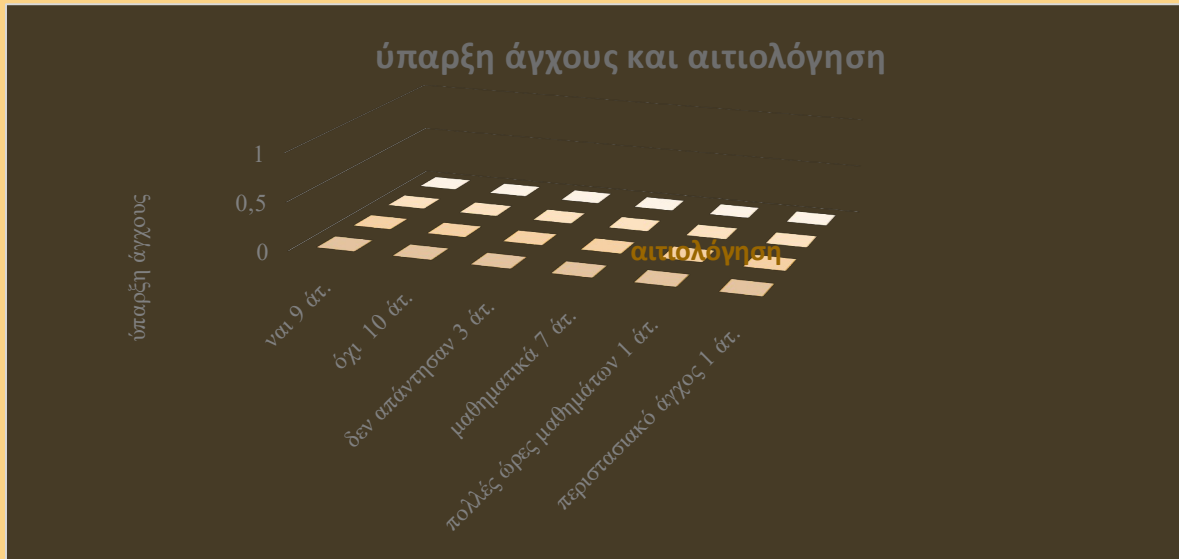 ύπαρξη άγχους και αιτιολόγηση
1
0,5
0
ύπαρξη άγχους
αιτιολόγηση
ναι 9 άτ.
όχι  10 άτ.
δεν απάντησαν 3 άτ.
μαθηματικά 7 άτ.
πολλές ώρες μαθημάτων 1 άτ.
περιστασιακό άγχος 1 άτ.